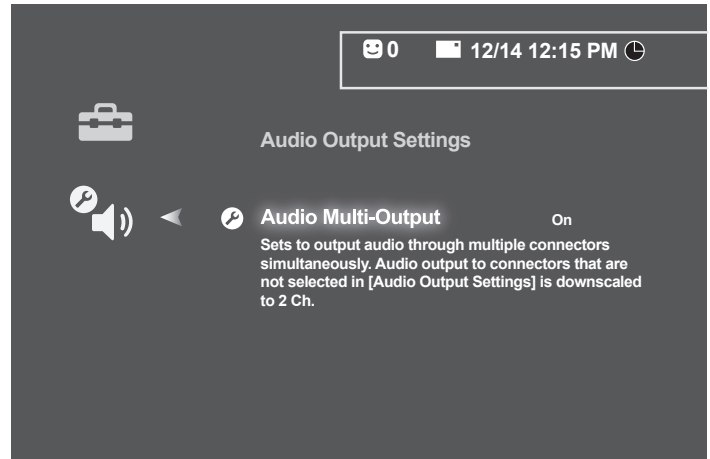 0 12/14 12:15 PM
Audio Output Settings
Audio Multi-Output On
Sets to output audio through multiple connectors
simultaneously. Audio output to connectors that are
not selected in [Audio Output Settings] is downscaled
to 2 Ch.